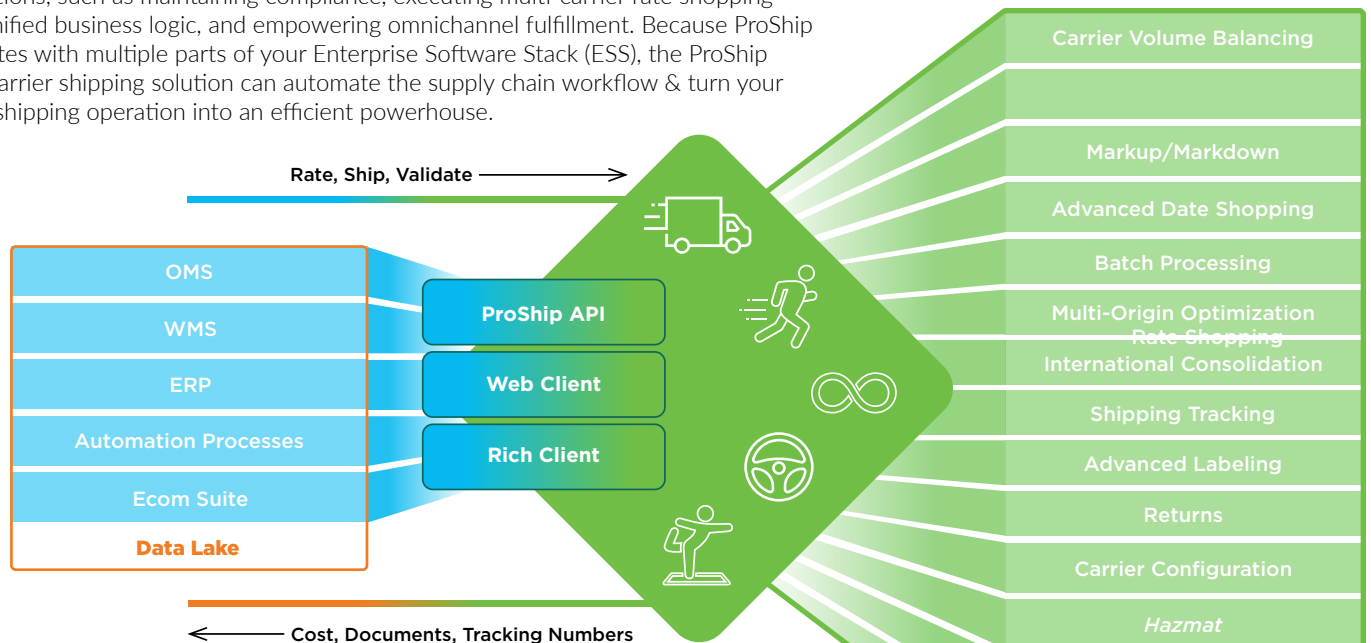 tions, such as maintaining compliance, executing multi-carrier rate shopping
nified business logic, and empowering omnichannel fulfillment. Because ProShip
tes with multiple parts of your Enterprise Software Stack (ESS), the ProShip
arrier shipping solution can automate the supply chain workflow & turn your
shipping operation into an efficient powerhouse.
Rate, Ship, Validate
OMS
WMS
ERP
Automation Processes
Ecom Suite
Data Lake
ProShip API
Web Client
Rich Client
Cost, Documents, Tracking Numbers
Carrier Volume Balancing
Markup/Markdown
Advanced Date Shopping
Batch Processing
Multi-Origin Optimization
Rate Shopping
International Consolidation
Shipping Tracking
Advanced Labeling
Returns
Carrier Configuration
Hazmat